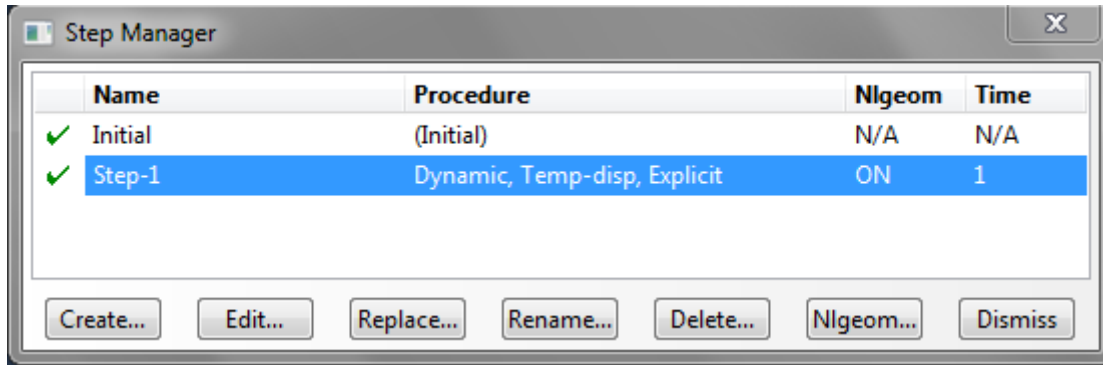 Step Manager
Name Procedure Nlgeom Time
Initial (Initial) N/A N/A
Step-1 Dynamic, Temp-disp, Explicit ON 1
Create... Edit... Replace... Rename... Delete... Nlgeom... Dismiss